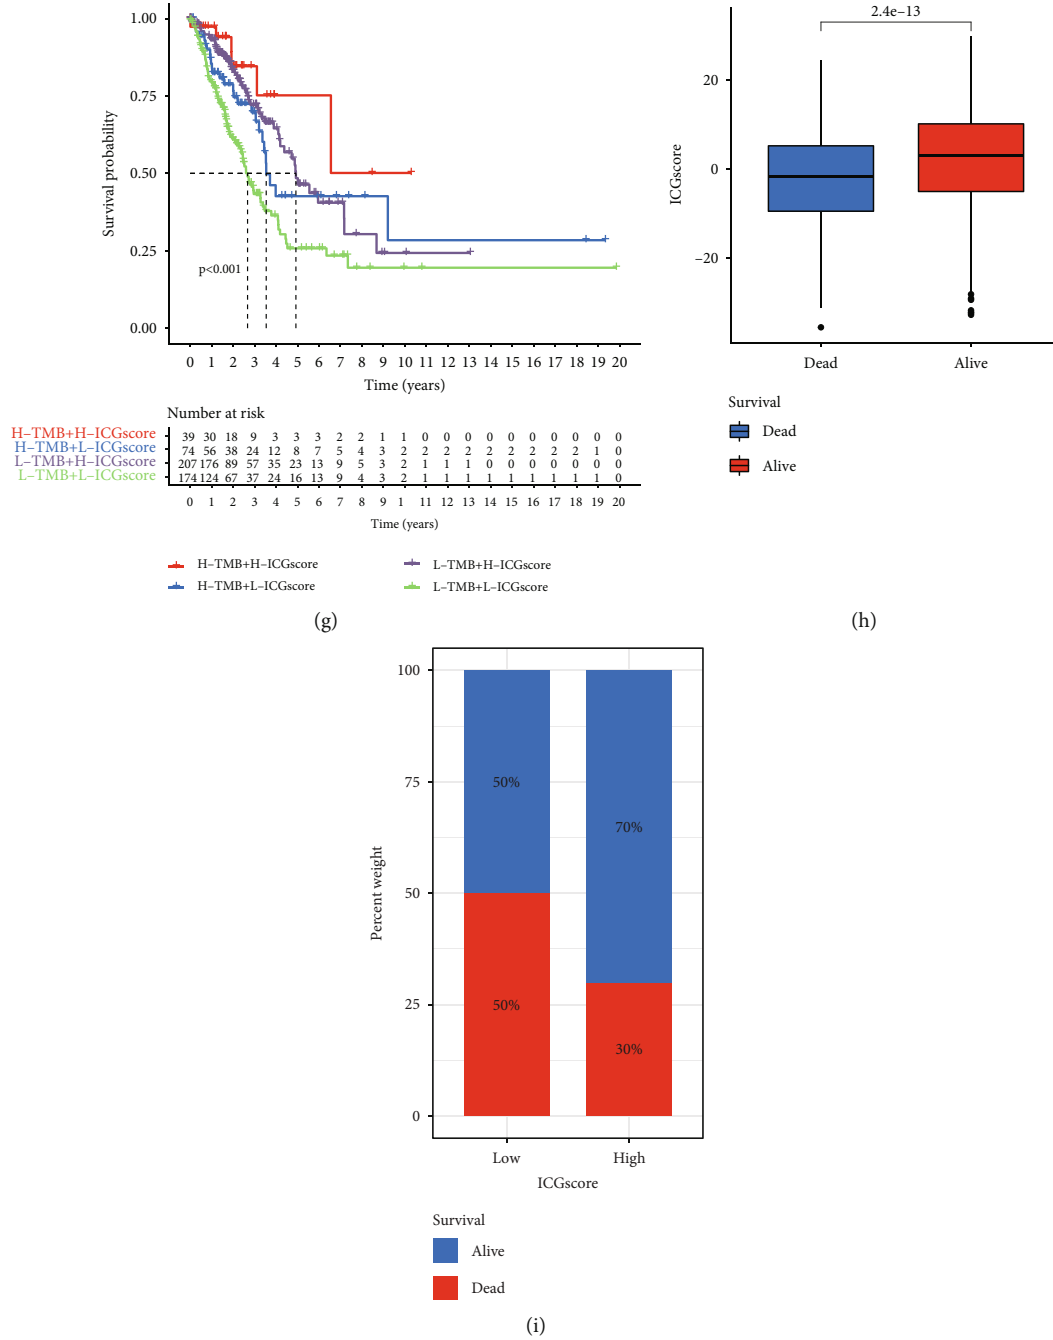 1.00
0.75
0.50
0.25
0.00
Survival probability
p<0.001
0 1 2 3 4 5 6 7 8 9 10 11 12 13 14 15 16 17 18 19 20
Time (years)
Number at risk
H–TMB+H–ICGscore 39 30 18 9 3 3 3 2 2 1 1 0 0 0 0 0 0 0 0 0 0
H–TMB+L–ICGscore 74 56 38 24 12 8 7 5 4 3 2 2 2 2 2 2 2 2 2 1 0
L–TMB+H–ICGscore 207 176 89 57 35 23 13 9 5 3 2 1 1 1 0 0 0 0 0 0 0
L–TMB+L–ICGscore 174 124 67 37 24 16 13 9 4 3 2 1 1 1 1 1 1 1 1 1 0
0 1 2 3 4 5 6 7 8 9 1 11 12 13 14 15 16 17 18 19 20
Time (years)
H–TMB+H–ICGscore
L–TMB+H–ICGscore
H–TMB+L–ICGscore
L–TMB+L–ICGscore
(g)
2.4e–13
20
0
–20
ICGscore
Dead Alive
Survival
Dead
Alive
(h)
100
75
50
25
0
Percent weight
50%
70%
50%
30%
Low High
ICGscore
Survival
Alive
Dead
(i)